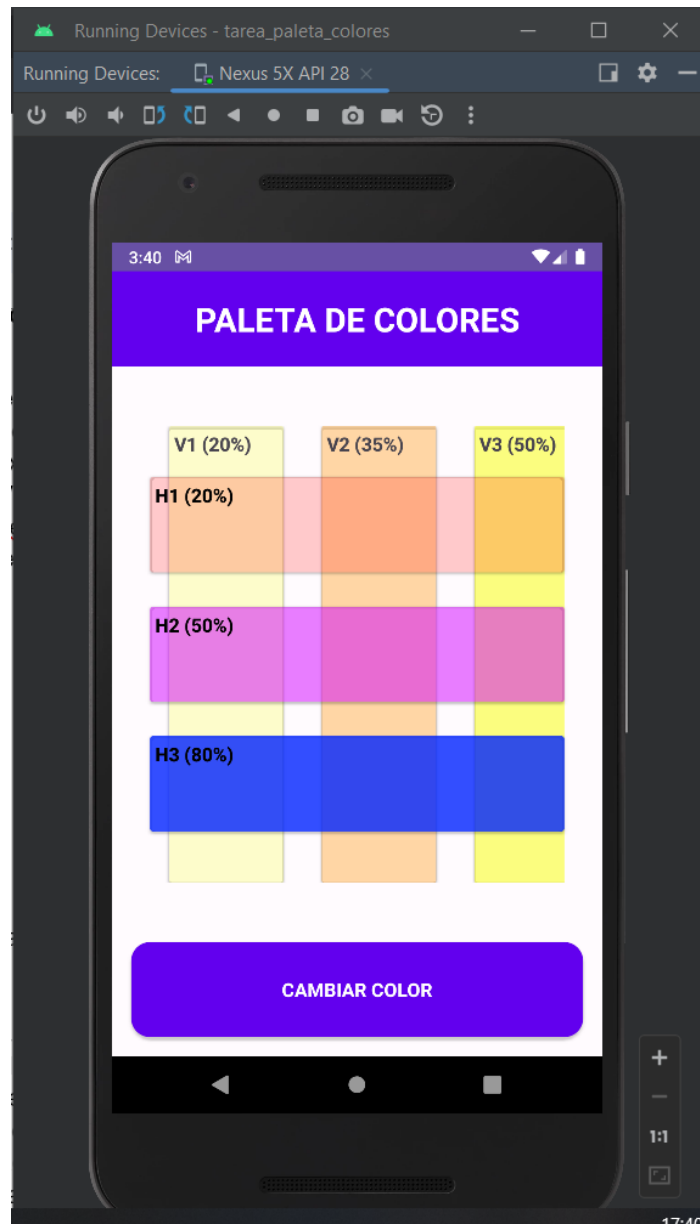 Running Devices - tarea_paleta_colores
Running Devices: Nexus 5X API 28
3:40
PALETA DE COLORES
V1 (20%) V2 (35%) V3 (50%)
H1 (20%)
H2 (50%)
H3 (80%)
CAMBIAR COLOR
1:1